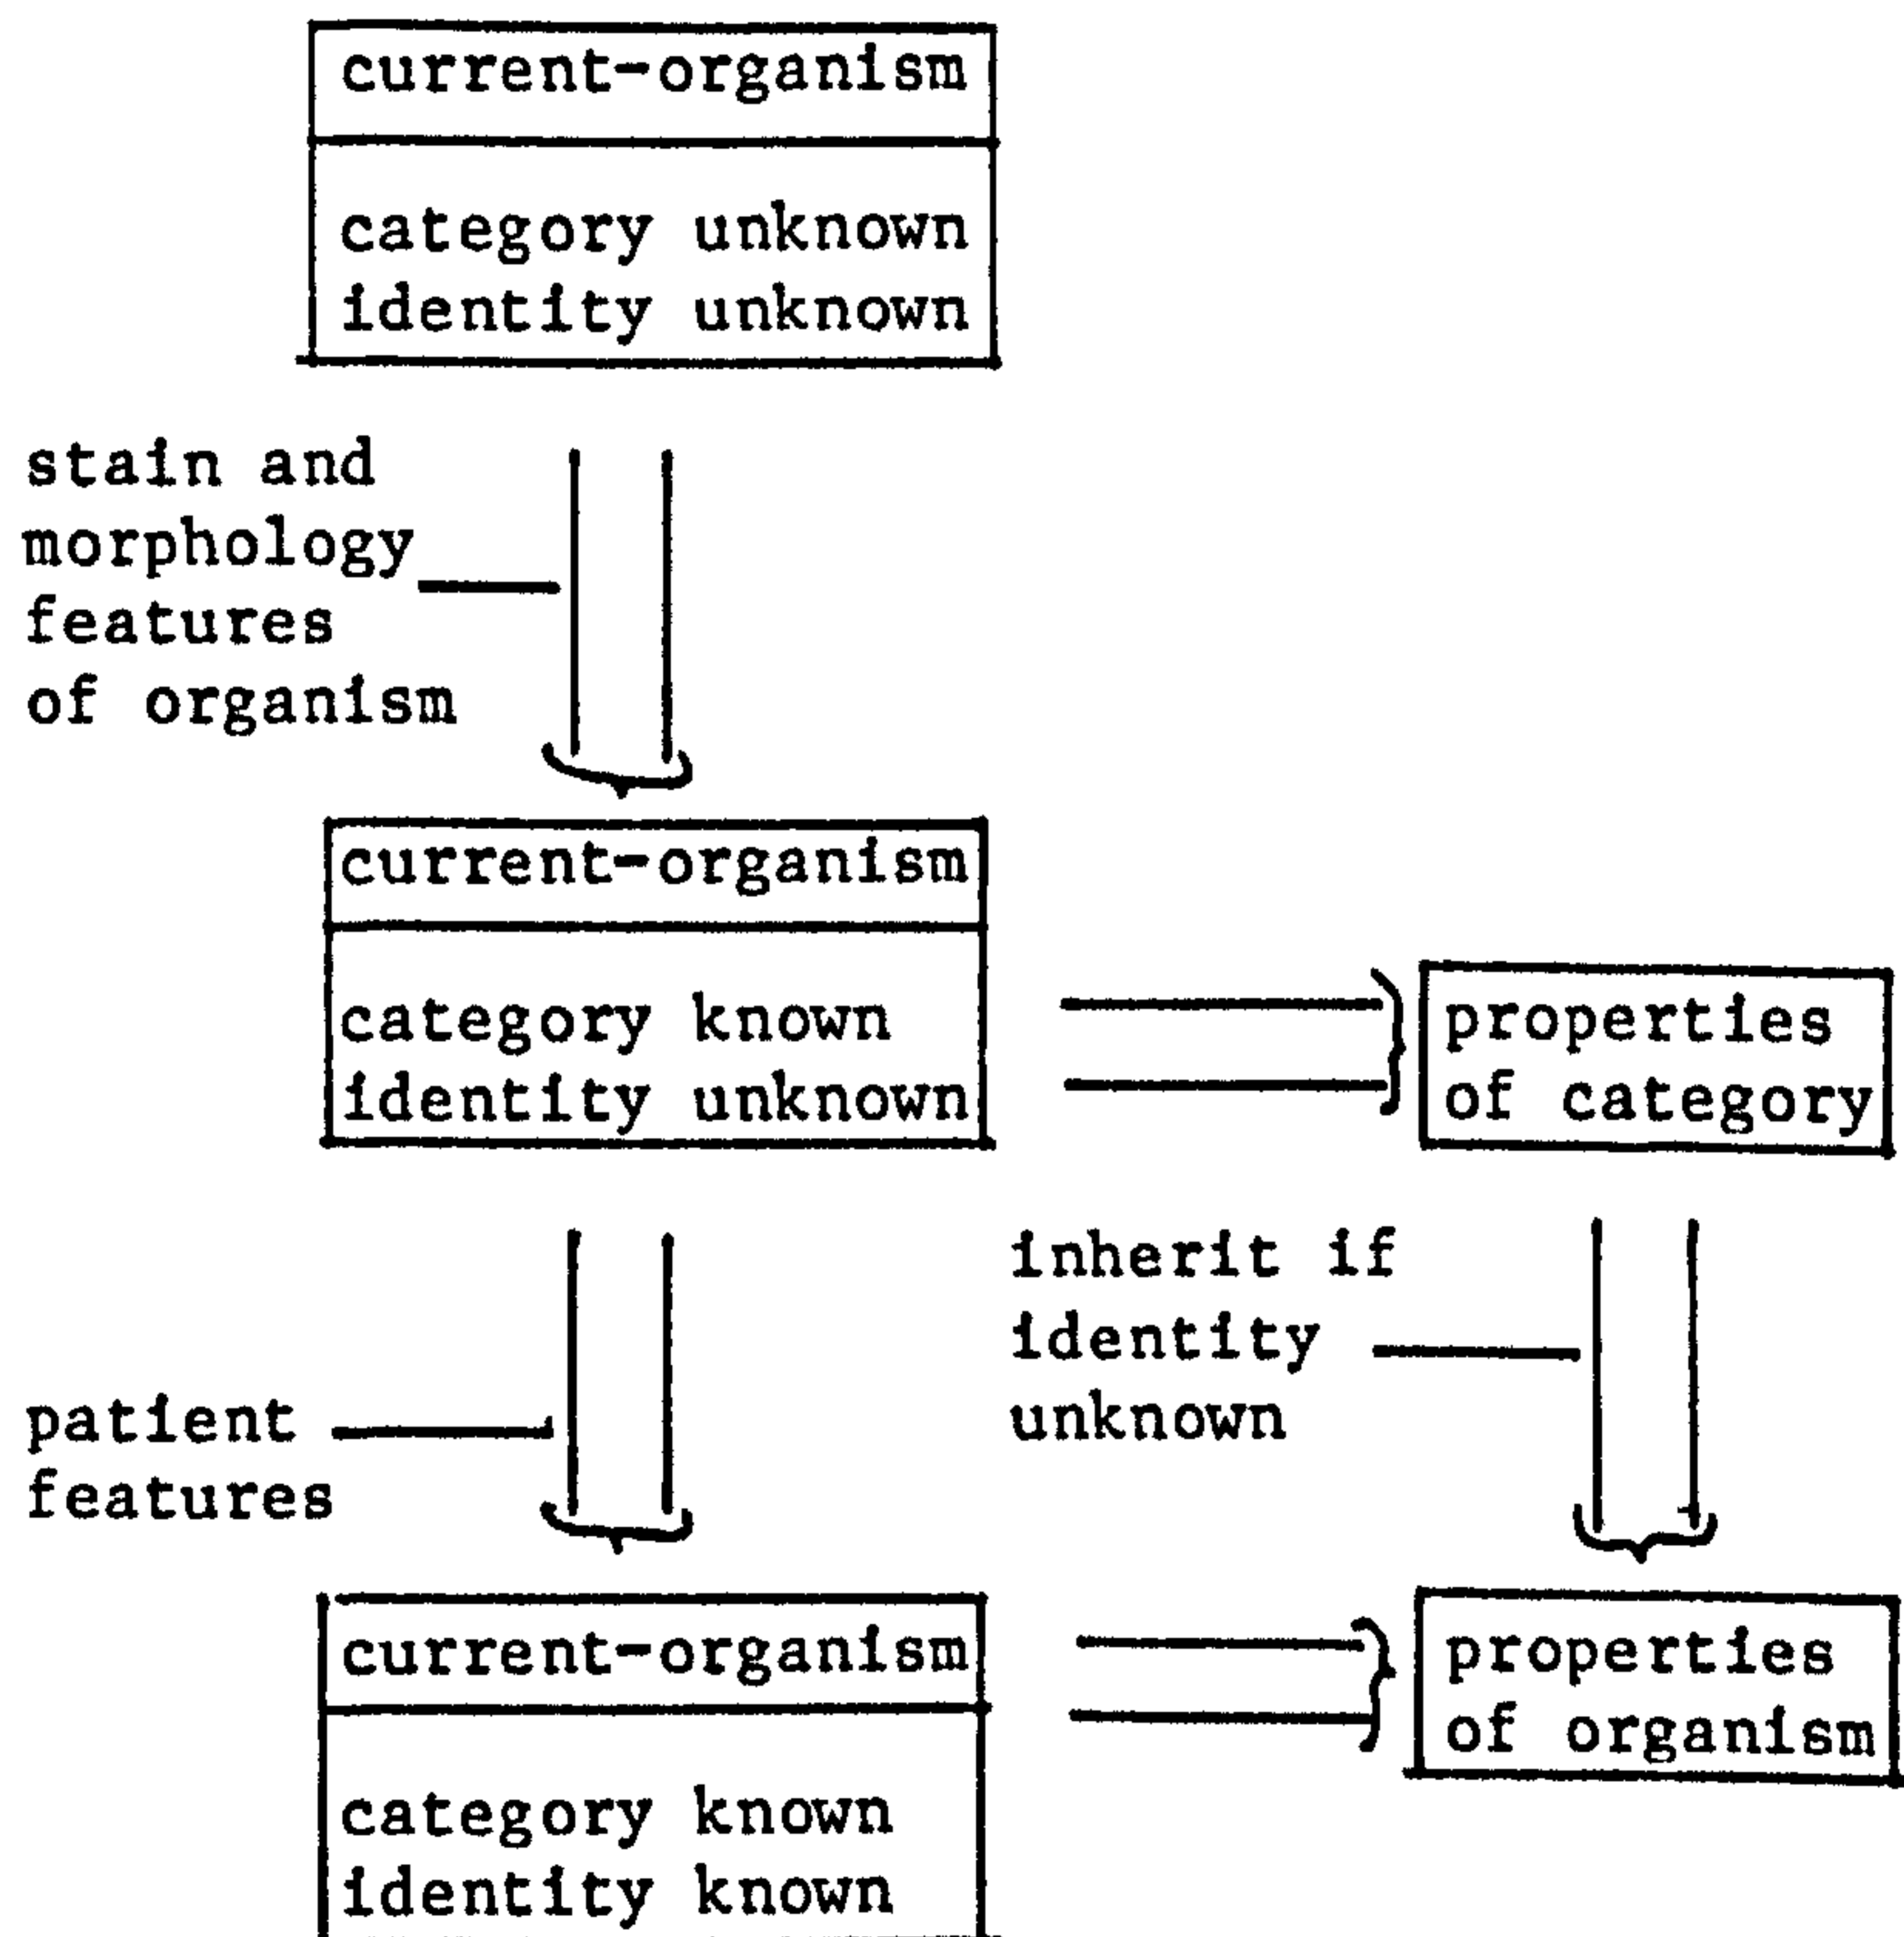 current-organism
category unknown
identity unknown
stain and
morphology
features
of organism
current-organism
category known
identity unknown
properties
of category
inherit if
identity
unknown
patient
features
current-organism
category known
identity known
properties
of organism